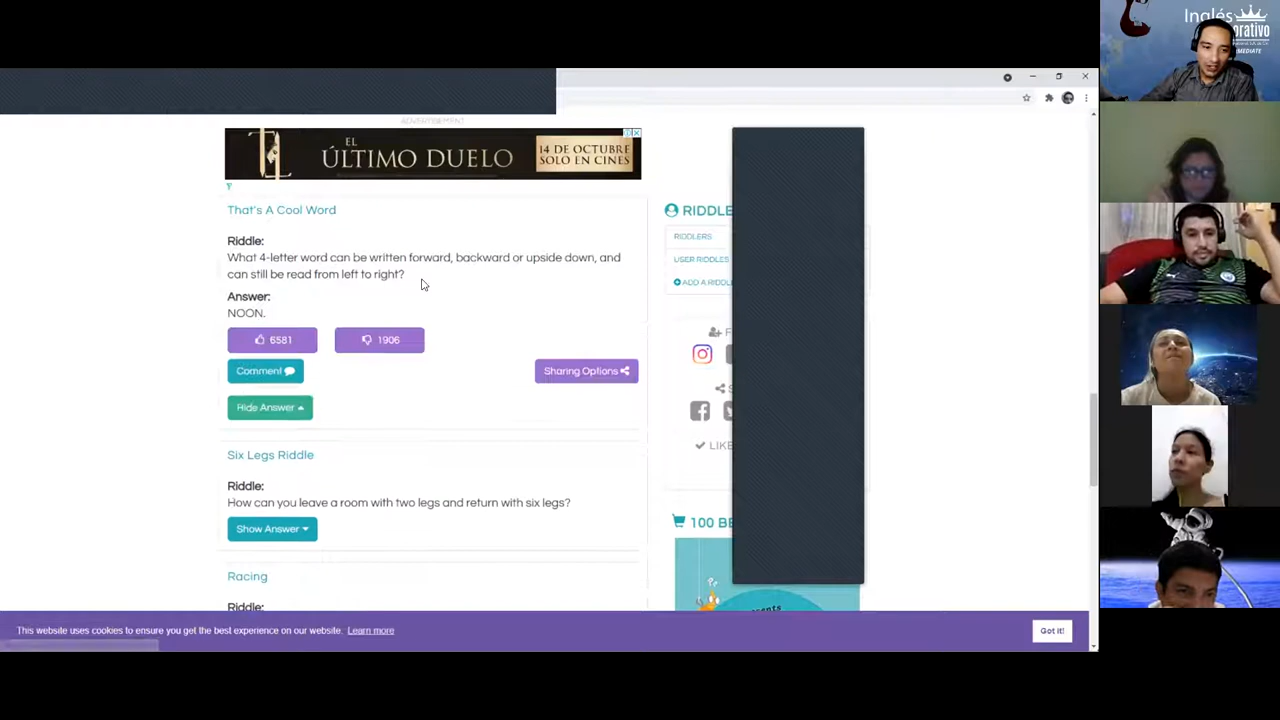 Inglés
orativo
MEDIATE
ADVERTISEMENT
EL
ÚLTIMO DUELO
14 DE OCTUBRE
SOLO EN CINES
That's A Cool Word
Riddle:
What 4-letter word can be written forward, backward or upside down, and
can still be read from left to right?
Answer:
NOON.
6581
1906
Comment
Sharing Options
Hide Answer
Six Legs Riddle
Riddle:
How can you leave a room with two legs and return with six legs?
Show Answer
Racing
Riddle:
RIDDLE
RIDDLERS
USER RIDDLES
ADD A RIDDL
F
S
LIKE
100 BE
This website uses cookies to ensure you get the best experience on our website. Learn more
Got it!